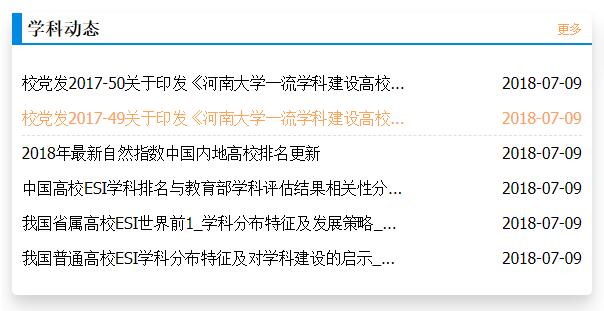 学科动态
更多
校党发2017-50关于印发《河南大学一流学科建设高校... 2018-07-09
校党发2017-49关于印发《河南大学一流学科建设高校... 2018-07-09
2018年最新自然指数中国内地高校排名更新 2018-07-09
中国高校ESI学科排名与教育部学科评估结果相关性分... 2018-07-09
我国省属高校ESI世界前1_学科分布特征及发展策略_... 2018-07-09
我国普通高校ESI学科分布特征及对学科建设的启示_... 2018-07-09